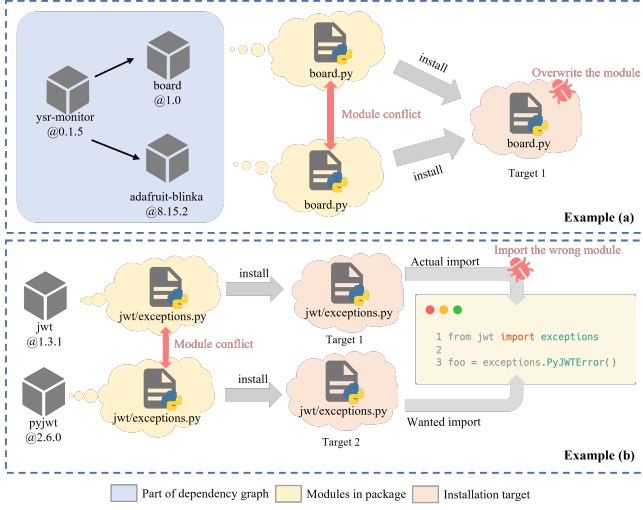 board
@1.0
ysr-monitor
@0.1.5
adafruit-blinka
@8.15.2
board.py
Module conflict
board.py
install
install
Overwrite the module
board.py
Target 1
Example (a)
jwt
@1.3.1
pyjwt
@2.6.0
jwt/exceptions.py
Module conflict
jwt/exceptions.py
install
install
jwt/exceptions.py
Target 1
jwt/exceptions.py
Target 2
Actual import
Import the wrong module
1 from jwt import exceptions
2
3 foo = exceptions.PyJWTError()
Wanted import
Example (b)
Part of dependency graph
Modules in package
Installation target